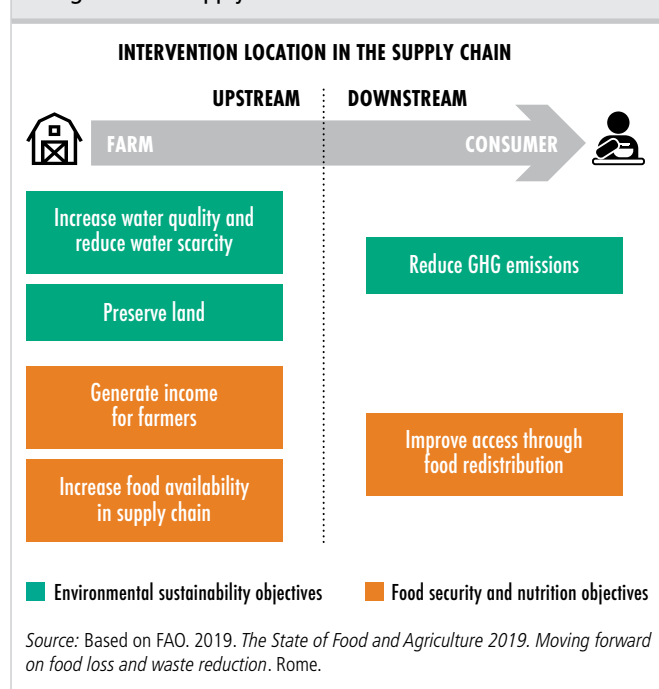 INTERVENTION LOCATION IN THE SUPPLY CHAIN
UPSTREAM
DOWNSTREAM
FARM
CONSUMER
Increase water quality and
reduce water scarcity
Preserve land
Generate income
for farmers
Increase food availability
in supply chain
Reduce GHG emissions
Improve access through
food redistribution
Environmental sustainability objectives
Food security and nutrition objectives
Source: Based on FAO. 2019. The State of Food and Agriculture 2019. Moving forward
on food loss and waste reduction. Rome.